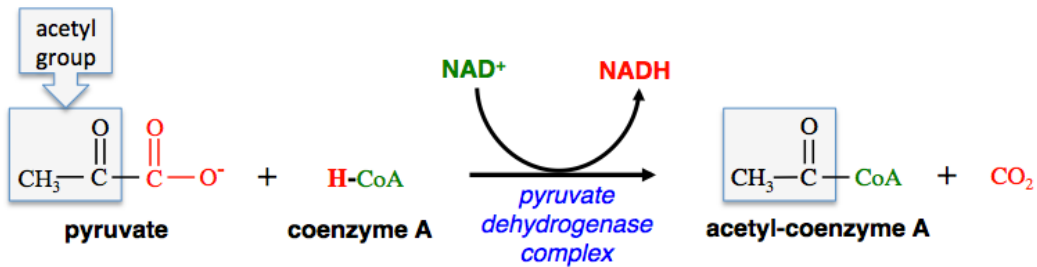 acetyl
group
NAD⁺ NADH
O O O
CH₃ — C — C — O⁻ + H-CoA CH₃ — C — CoA + CO₂
pyruvate
dehydrogenase
complex
pyruvate coenzyme A acetyl-coenzyme A